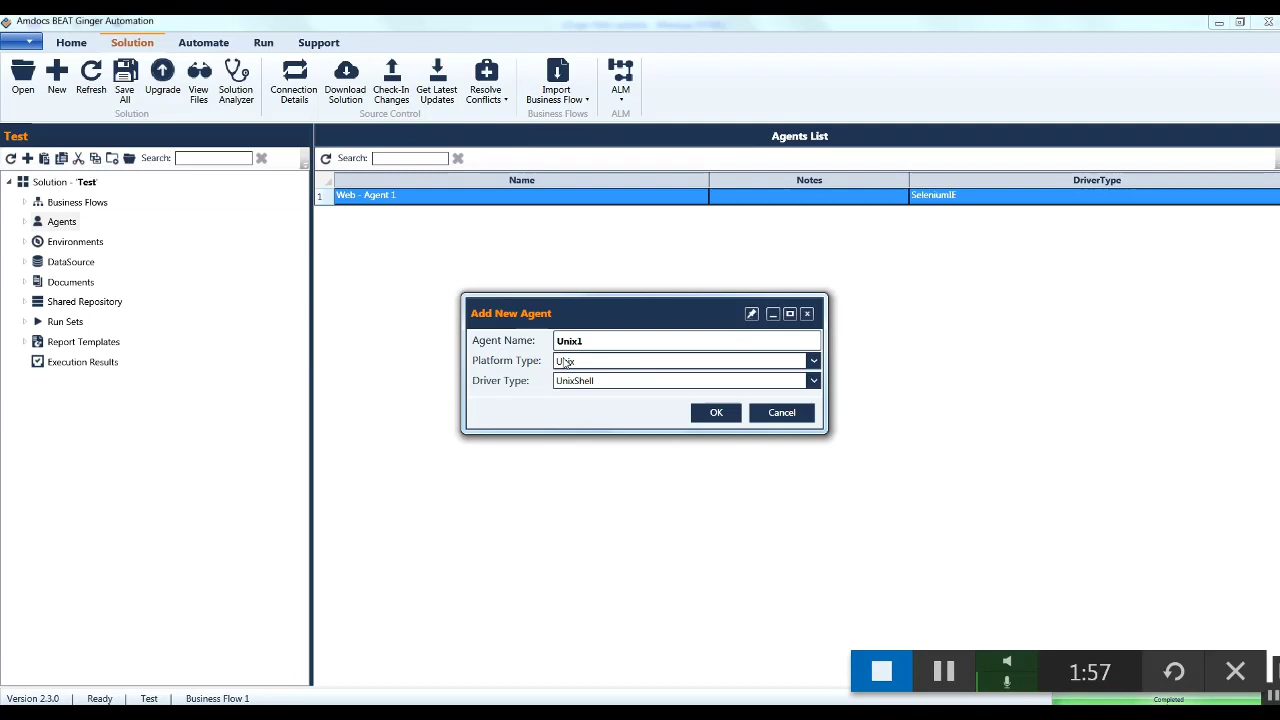 Amdocs BEAT Ginger Automation
Home Solution Automate Run Support
Open New Refresh Save All Upgrade View Files Solution Analyzer
Connection Details Download Solution Check-In Changes Get Latest Updates Resolve Conflicts
Import Business Flow ALM
Solution Source Control Business Flows ALM
Test
Search:
Solution - 'Test'
Business Flows
Agents
Environments
DataSource
Documents
Shared Repository
Run Sets
Report Templates
Execution Results
Agents List
Search:
Name Notes DriverType
1 Web - Agent 1 SeleniumIE
Add New Agent
Agent Name: Unix1
Platform Type: Unix
Driver Type: UnixShell
OK Cancel
1:57
Version 2.3.0 Ready Test Business Flow 1 Completed